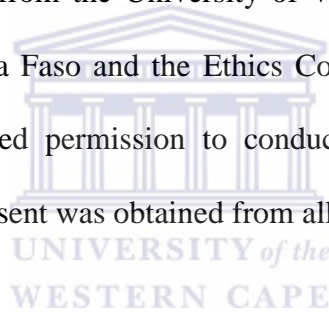 from the University of
a Faso and the Ethics Co
ed permission to conduc
sent was obtained from all
UNIVERSITY of the
WESTERN CAPE